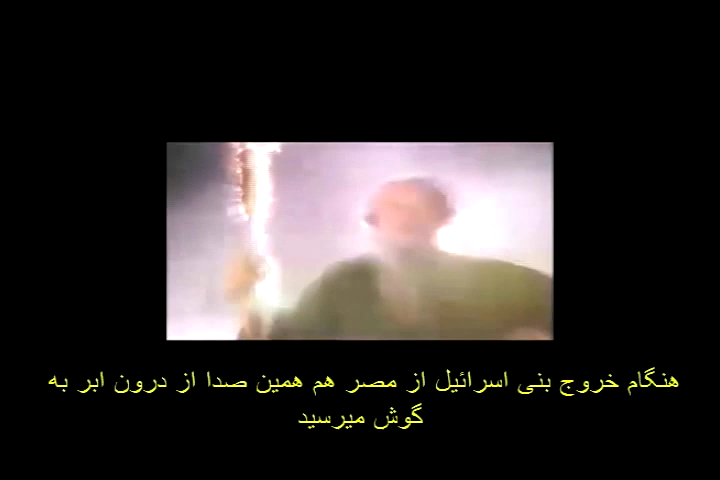 هنگام خروج بنی اسرائیل از مصر هم همین صدا از درون ابر به
گوش میرسید